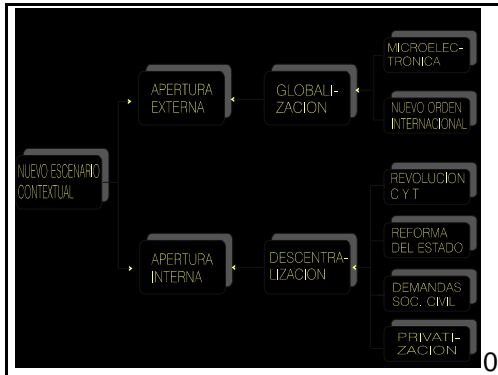 MICROELEC-
TRONICA
APERTURA
EXTERNA
GLOBALI-
ZACION
NUEVO ORDEN
INTERNACIONAL
NUEVO ESCENARIO
CONTEXTUAL
REVOLUCION
C Y T
REFORMA
DEL ESTADO
APERTURA
INTERNA
DESCENTRA-
LIZACION
DEMANDAS
SOC. CIVIL
PRIVATI-
ZACION
0